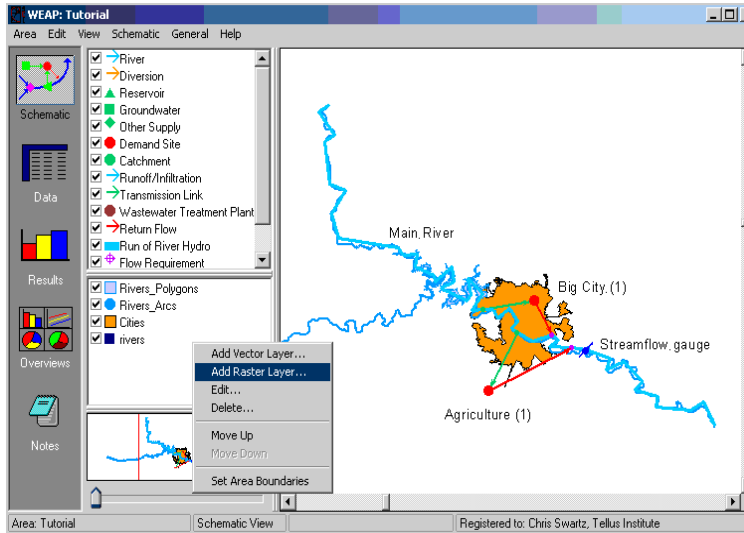 WEAP: Tutorial
Area Edit View Schematic General Help
Schematic
Data
Results
Overviews
Notes
River
Diversion
Reservoir
Groundwater
Other Supply
Demand Site
Catchment
Runoff/Infiltration
Transmission Link
Wastewater Treatment Plant
Return Flow
Run of River Hydro
Flow Requirement
Rivers_Polygons
Rivers_Arcs
Cities
rivers
Add Vector Layer...
Add Raster Layer...
Edit...
Delete...
Move Up
Move Down
Set Area Boundaries
Main, River
Big City, (1)
Streamflow, gauge
Agriculture (1)
Area: Tutorial
Schematic View
Registered to: Chris Swartz, Tellus Institute